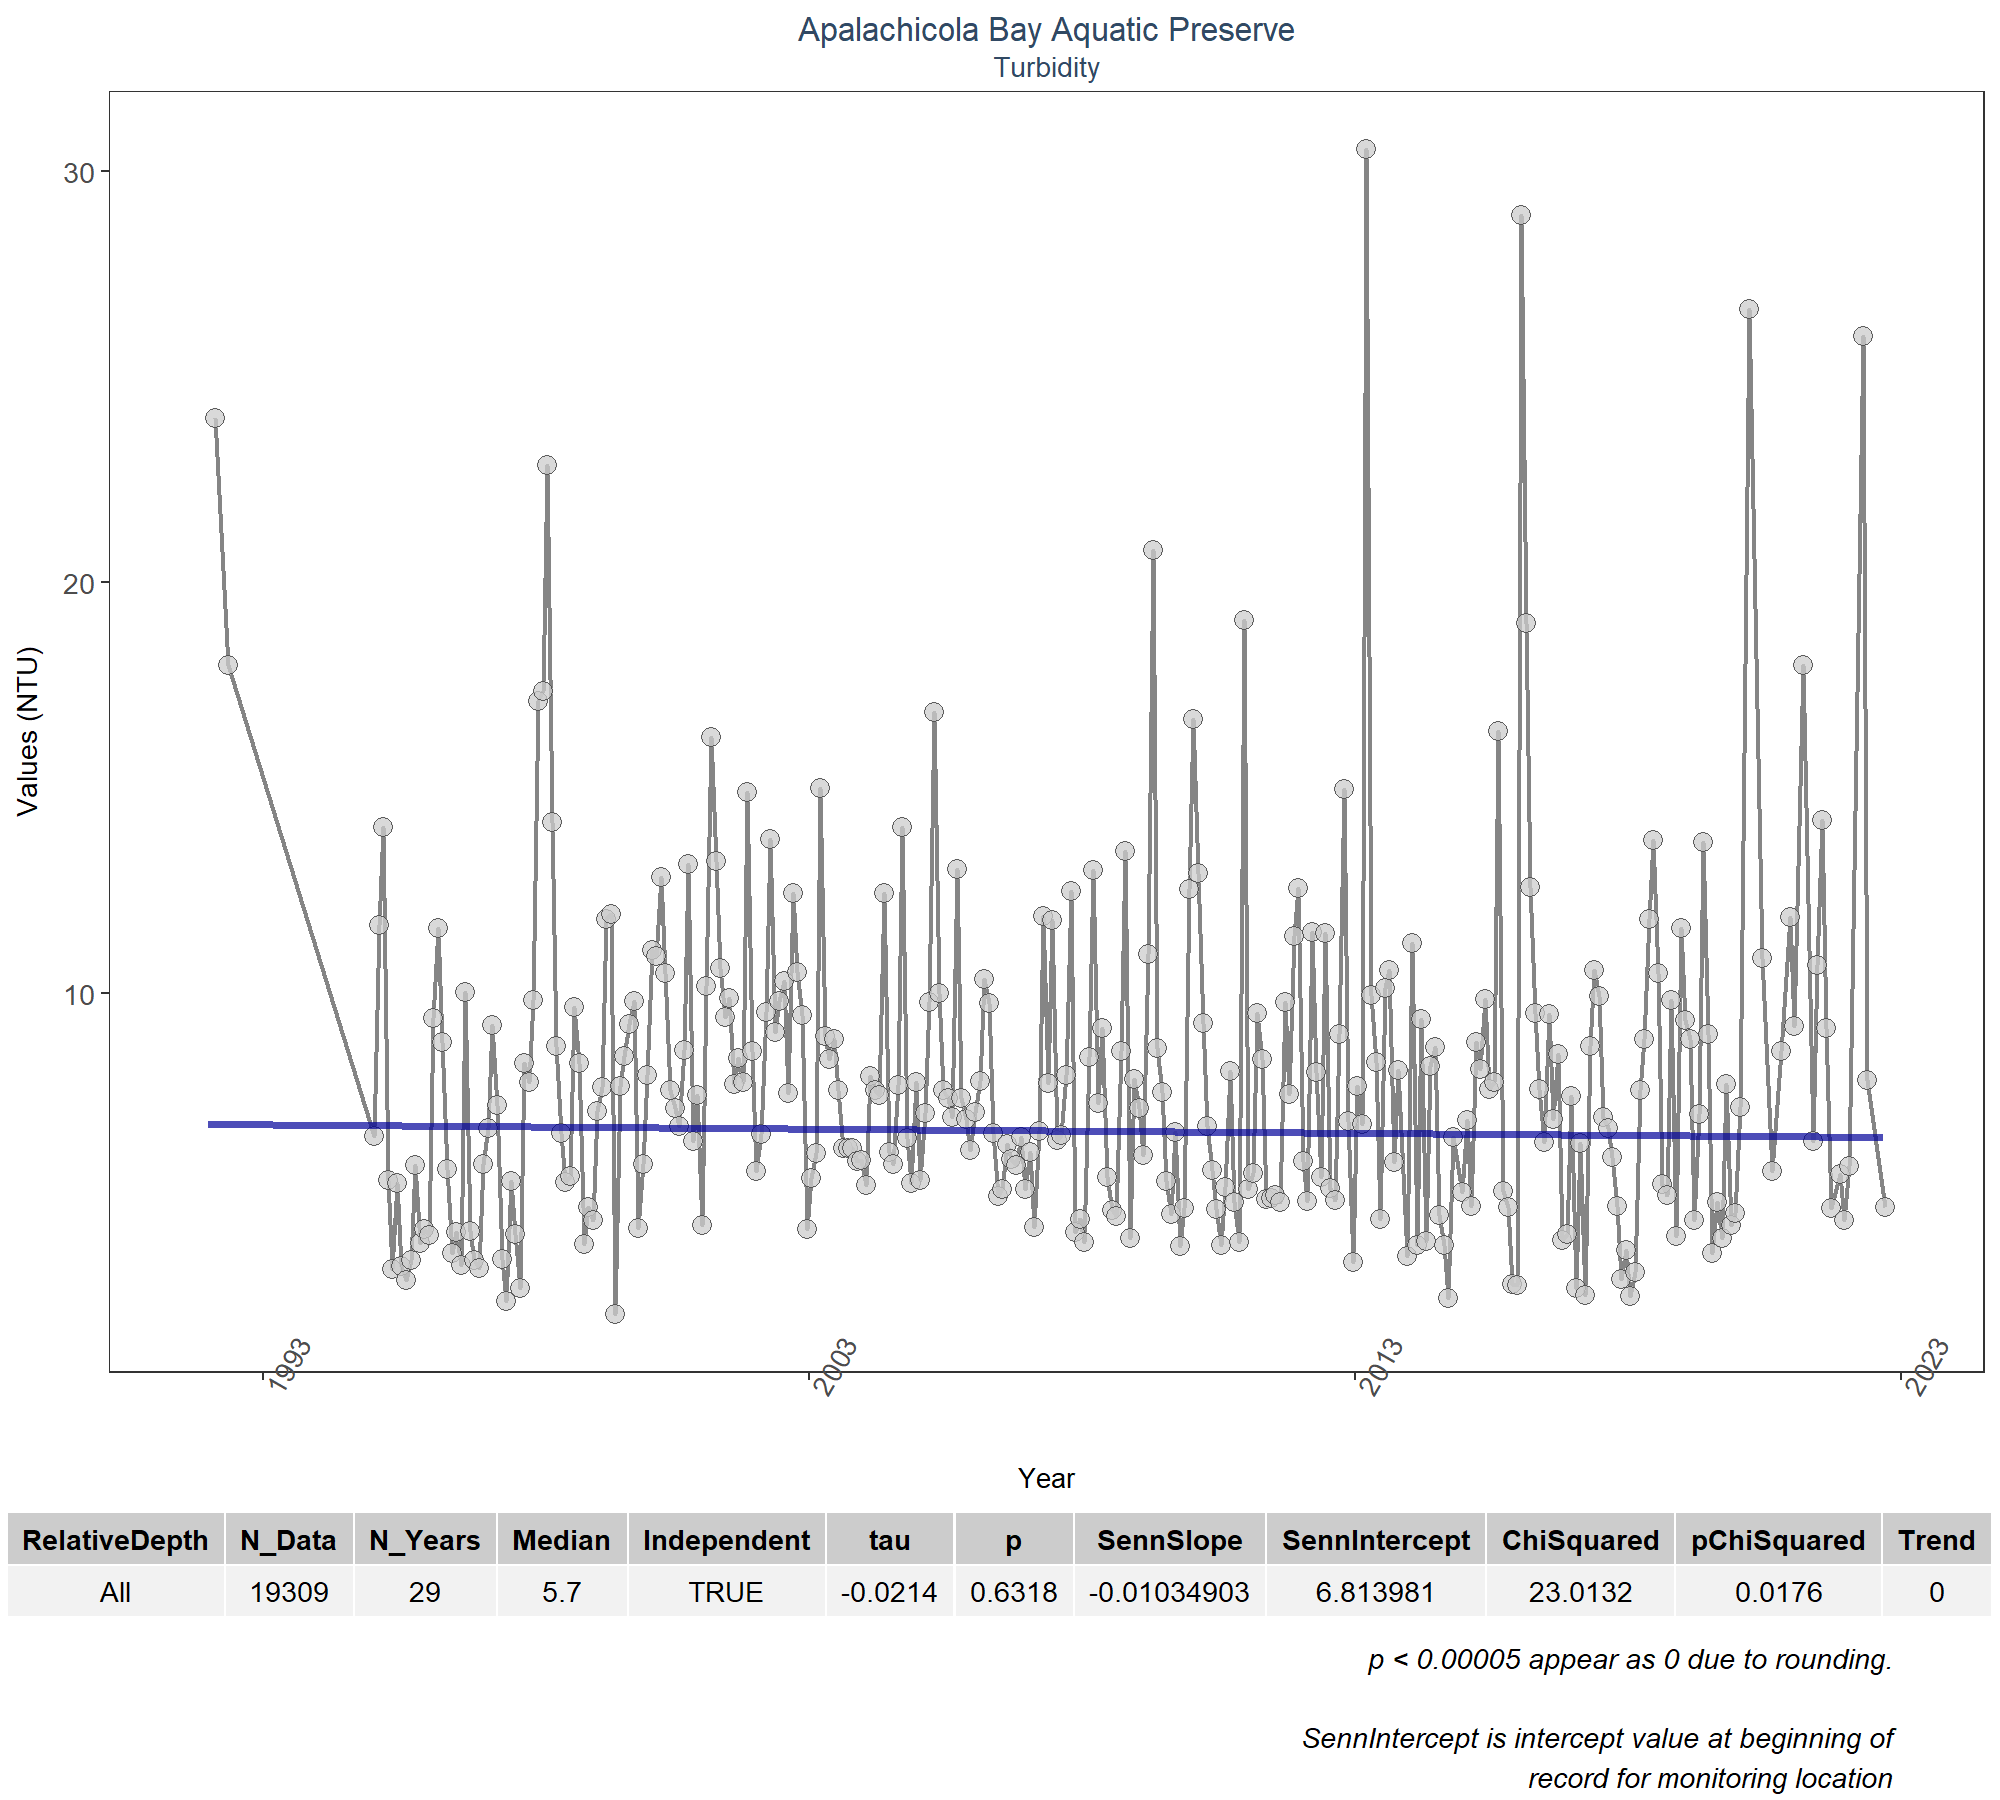 Apalachicola Bay Aquatic Preserve
Turbidity
30
20
10
Values (NTU)
1993
2003
2013
2023
Year
RelativeDepth N_Data N_Years Median Independent tau p SennSlope SennIntercept ChiSquared pChiSquared Trend
All 19309 29 5.7 TRUE -0.0214 0.6318 -0.01034903 6.813981 23.0132 0.0176 0
p < 0.00005 appear as 0 due to rounding.
SennIntercept is intercept value at beginning of
record for monitoring location